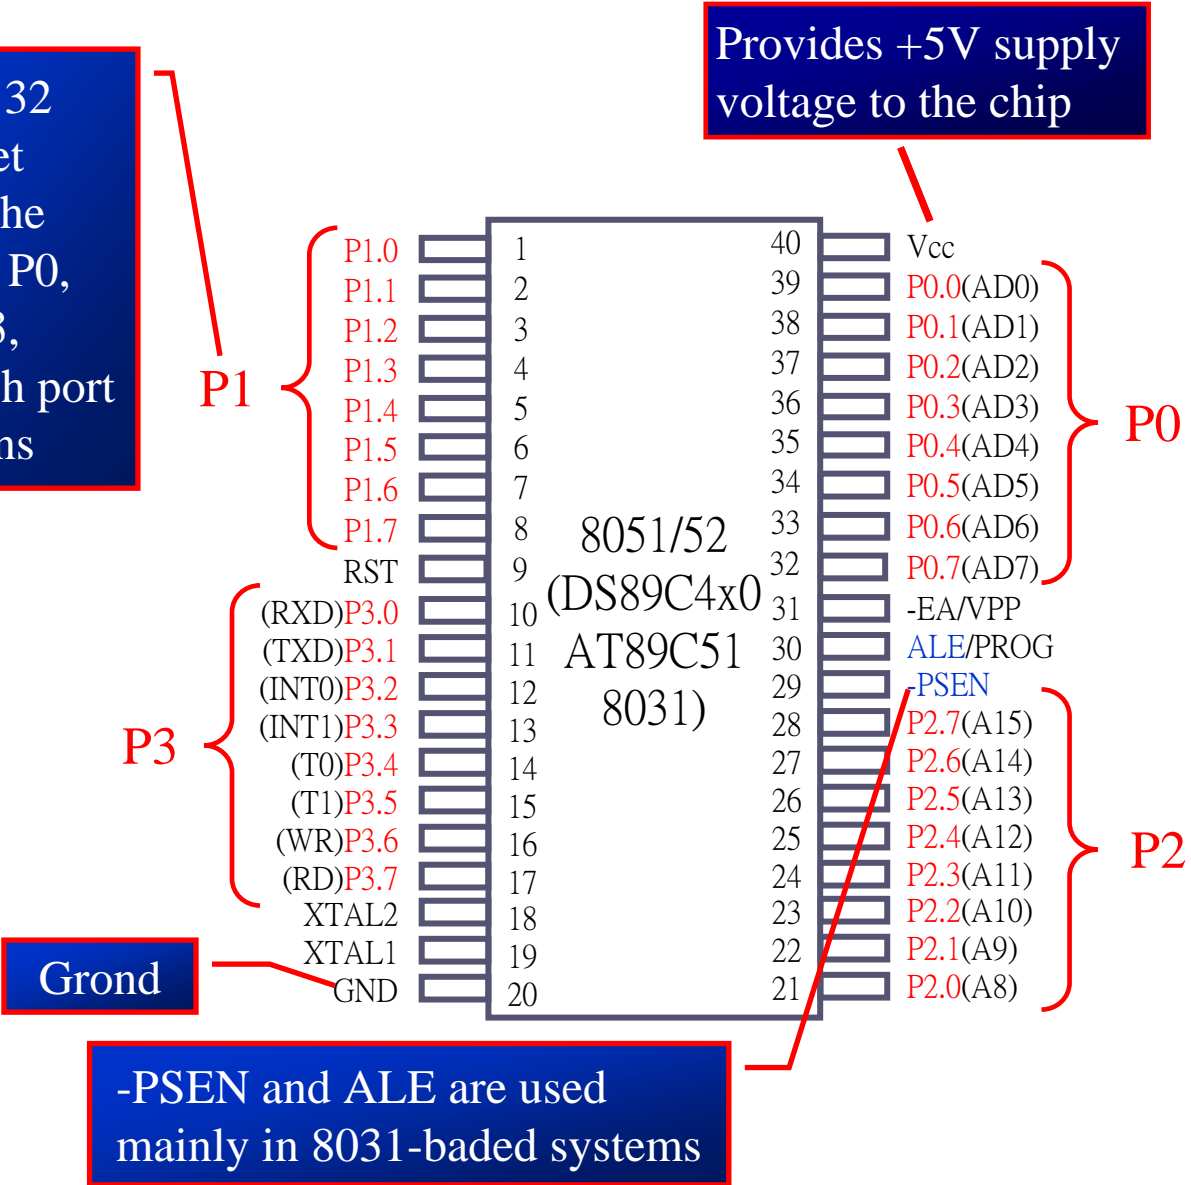 Provides +5V supply
voltage to the chip
32
et
he
P0,
3,
h port
ns
P1
P1.0
P1.1
P1.2
P1.3
P1.4
P1.5
P1.6
P1.7
RST
(RXD)P3.0
(TXD)P3.1
(INT0)P3.2
(INT1)P3.3
(T0)P3.4
(T1)P3.5
(WR)P3.6
(RD)P3.7
XTAL2
XTAL1
GND
P3
1
2
3
4
5
6
7
8
9
10
11
12
13
14
15
16
17
18
19
20
8051/52
(DS89C4x0
AT89C51
8031)
40
39
38
37
36
35
34
33
32
31
30
29
28
27
26
25
24
23
22
21
Vcc
P0.0(AD0)
P0.1(AD1)
P0.2(AD2)
P0.3(AD3)
P0.4(AD4)
P0.5(AD5)
P0.6(AD6)
P0.7(AD7)
-EA/VPP
ALE/PROG
-PSEN
P2.7(A15)
P2.6(A14)
P2.5(A13)
P2.4(A12)
P2.3(A11)
P2.2(A10)
P2.1(A9)
P2.0(A8)
P0
P2
Grond
-PSEN and ALE are used
mainly in 8031-baded systems